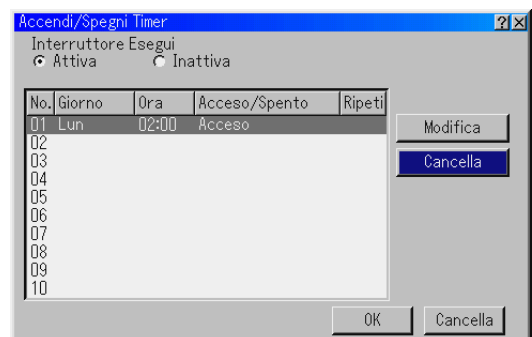 Accendi/Spegni Timer ? ×
Interruttore Esegui
Attiva Inattiva
No. Giorno Ora Acceso/Spento Ripeti
01 Lun 02:00 Acceso
02
03
04
05
06
07
08
09
10
Modifica
Cancella
OK Cancella